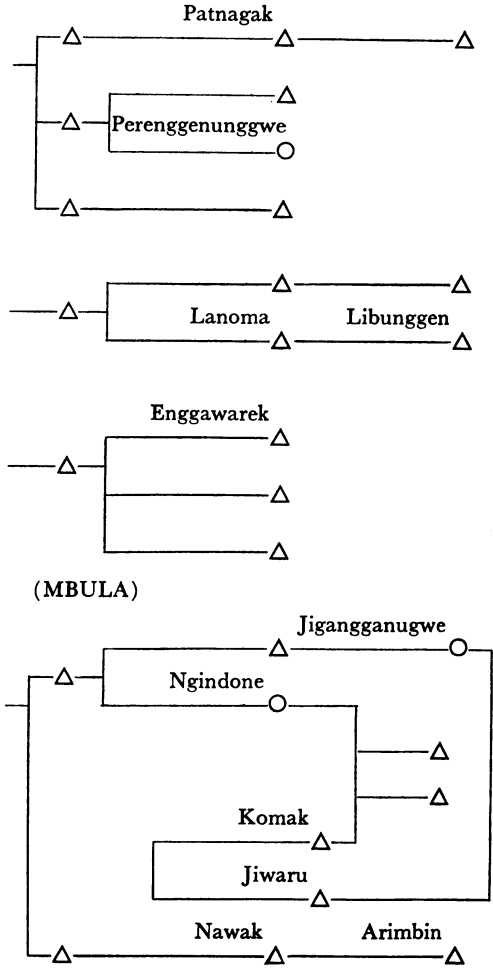 Patnagak
Perenggenunggwe
Lanoma Libunggen
Enggawarek
(MBULA)
Jigangganugwe
Ngindone
Komak
Jiwaru
Nawak Arimbin